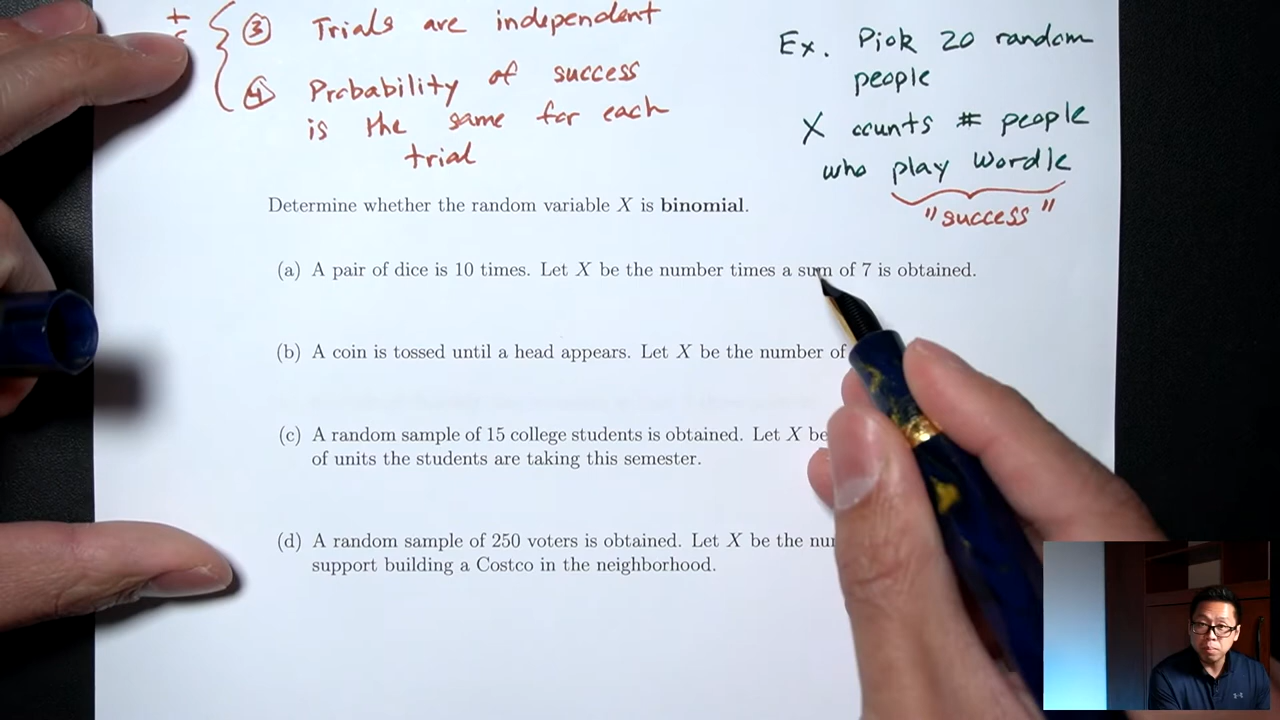 ③ Trials are independent
④ Probability of success
is the same for each
trial
Ex. Pick 20 random
people
X counts # people
who play Wordle
"success"
Determine whether the random variable X is binomial.
(a) A pair of dice is 10 times. Let X be the number times a sum of 7 is obtained.
(b) A coin is tossed until a head appears. Let X be the number of
(c) A random sample of 15 college students is obtained. Let X be
of units the students are taking this semester.
(d) A random sample of 250 voters is obtained. Let X be the
support building a Costco in the neighborhood.